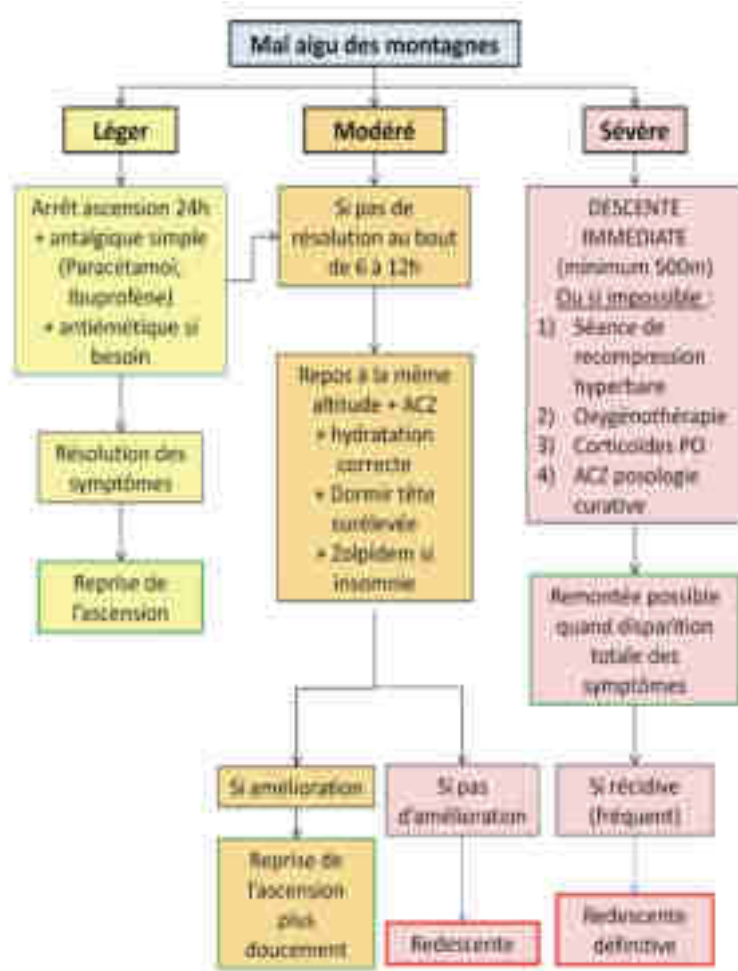 Mal aigu des montagnes
Léger
Modéré
Sévère
Arrêt ascension 24h
+ antalgique simple
(Paracétamol,
Ibuprofène)
+ antiémétique si
besoin
Si pas de
résolution au bout
de 6 à 12h
DESCENTE
IMMEDIATE
(minimum 500m)
Ou si impossible :
1) Séance de
recompression
hyperbare
2) Oxygénothérapie
3) Corticoïdes PO
4) ACZ posologie
curative
Repos à la même
altitude + ACZ
+ hydratation
correcte
+ Dormir tête
surélevée
+ Zolpidem si
insomnie
Résolution des
symptômes
Reprise de
l'ascension
Remontée possible
quand disparition
totale des
symptômes
Si amélioration
Si pas
d'amélioration
Si récidive
(fréquent)
Reprise de
l'ascension
plus
doucement
Redescente
Redescente
définitive